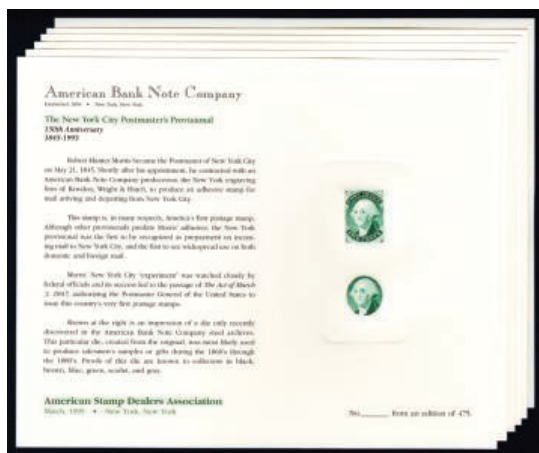 American Bank Note Company
New York, New York
The New York City Postmaster's Provisional
150th Anniversary
1845-1995
Robert Hunter Morris became the Postmaster of New York City
on May 21, 1845. Shortly after his appointment, he contracted with an
American Bank Note Company predecessor, the New York engraving
firm of Rawdon, Wright & Hatch, to produce an adhesive stamp for
mail arriving and departing from New York City.
This stamp is, in many respects, America's first postage stamp.
Although other provisionals predate Morris' adhesive, the New York
provisional was the first to be recognized as prepayment on incom-
ing mail to New York City, and the first to see widespread use on both
domestic and foreign mail.
Morris' New York City "experiment" was watched closely by
federal officials and its success led to the passage of The Act of March
3, 1847, authorizing the Postmaster General of the United States to
issue this country's very first postage stamps.
Shown at the right is an impression of a die only recently
discovered in the American Bank Note Company steel archives.
This particular die, created from the original, was most likely used
to produce salesmen's samples or gifts during the 1860's through
the 1880's. Proofs of this die are known to collectors in black,
brown, blue, green, scarlet, and grey.
American Stamp Dealers Association
March, 1995 • New York, New York
No. from an edition of 475.